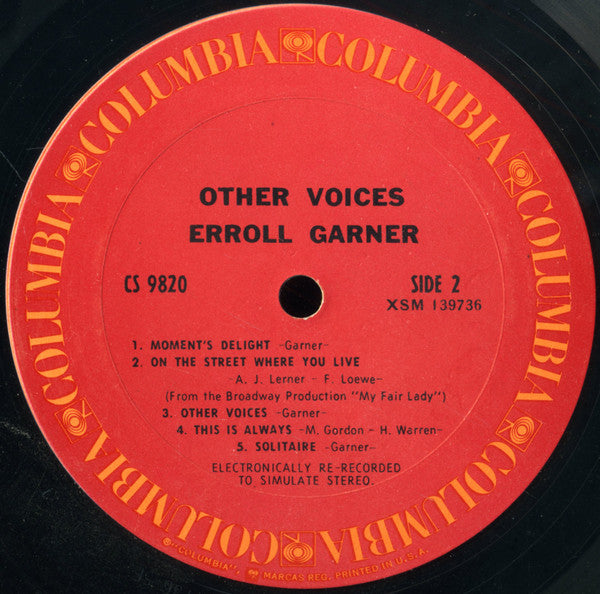 COLUMBIA COLUMBIA COLUMBIA COLUMBIA COLUMBIA COLUMBIA
OTHER VOICES
ERROLL GARNER
CS 9820
SIDE 2
XSM 139736
1. MOMENT'S DELIGHT -Garner-
2. ON THE STREET WHERE YOU LIVE
-A. J. Lerner - F. Loewe-
(From the Broadway Production "My Fair Lady")
3. OTHER VOICES -Garner-
4. THIS IS ALWAYS -M. Gordon - H. Warren-
5. SOLITAIRE -Garner-
ELECTRONICALLY RE-RECORDED
TO SIMULATE STEREO.
®"COLUMBIA", MARCAS REG. PRINTED IN U.S.A.